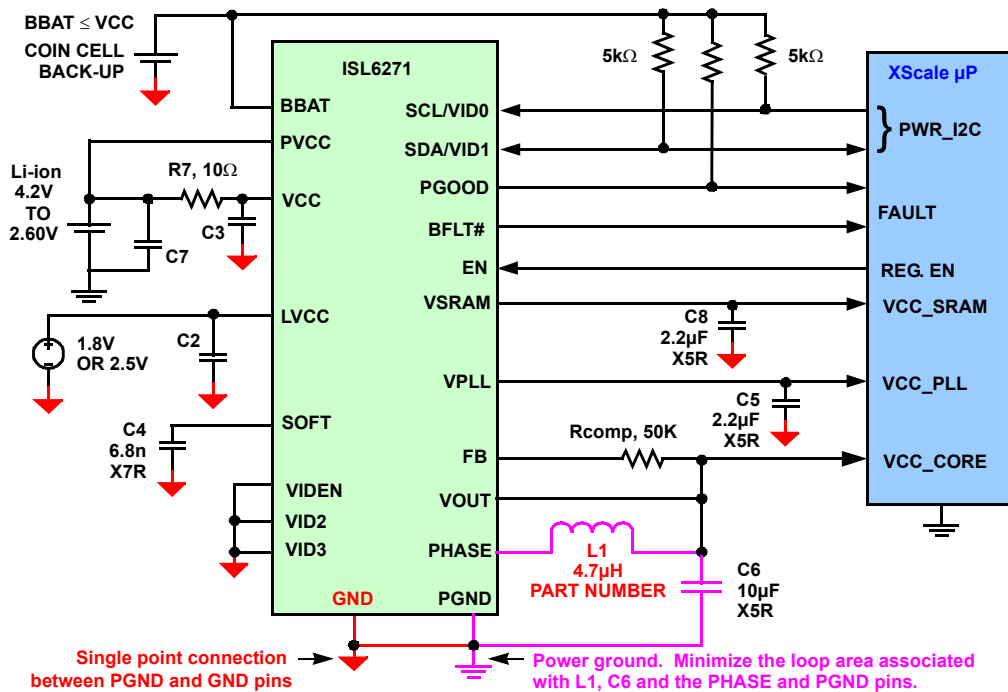 BBAT ≤ VCC
COIN CELL
BACK-UP
ISL6271
5kΩ
5kΩ
XScale µP
BBAT
SCL/VID0
PWR_I2C
PVCC
SDA/VID1
Li-ion
4.2V
TO
2.60V
R7, 10Ω
VCC
PGOOD
C3
C7
BFLT#
FAULT
EN
REG. EN
VSRAM
VCC_SRAM
LVCC
1.8V
OR 2.5V
C2
C8
2.2µF
X5R
VPLL
VCC_PLL
C5
2.2µF
X5R
SOFT
C4
6.8n
X7R
Rcomp, 50K
FB
VCC_CORE
VIDEN
VOUT
VID2
VID3
PHASE
L1
4.7µH
PART NUMBER
C6
10µF
X5R
GND
PGND
Single point connection
between PGND and GND pins
Power ground. Minimize the loop area associated
with L1, C6 and the PHASE and PGND pins.